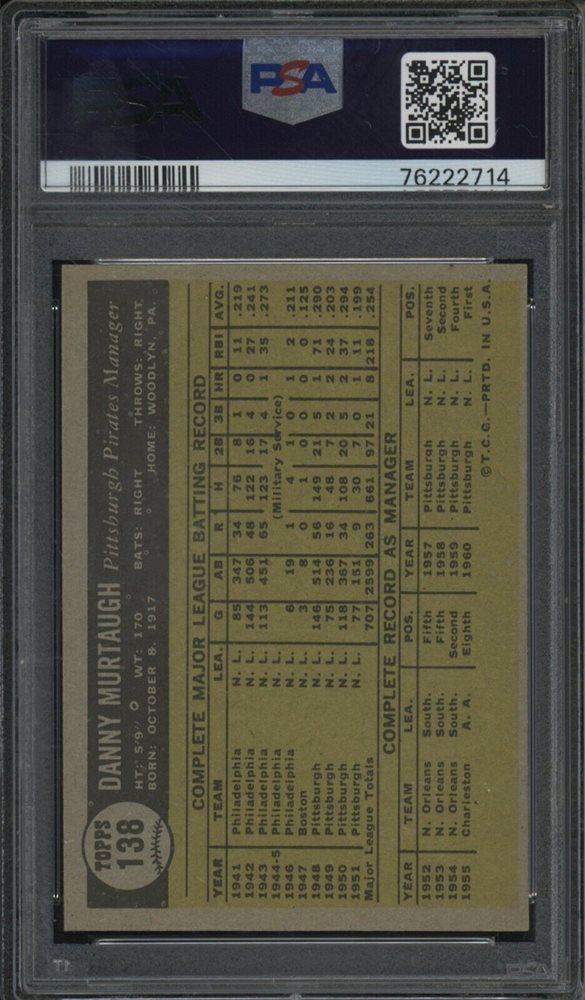 PSA
76222714
TOPPS
138
DANNY MURTAUGH Pittsburgh Pirates Manager
HT: 5'9" WT: 170 BATS: RIGHT THROWS: RIGHT
BORN: OCTOBER 8, 1917 HOME: WOODLYN, PA.
COMPLETE MAJOR LEAGUE BATTING RECORD
YEAR TEAM LEA. G AB R H 2B 3B HR RBI AVG.
1941 Philadelphia N. L. 85 347 34 76 8 1 0 11 .219
1942 Philadelphia N. L. 144 506 48 122 16 4 0 27 .241
1943 Philadelphia N. L. 113 451 65 123 17 4 1 35 .273
1944-5 Philadelphia (Military Service)
1946 Philadelphia N. L. 6 19 1 4 1 0 1 2 .211
1947 Boston N. L. 3 8 0 1 0 0 0 0 .125
1948 Pittsburgh N. L. 146 514 56 149 21 5 1 71 .290
1949 Pittsburgh N. L. 75 236 16 48 7 2 2 24 .203
1950 Pittsburgh N. L. 118 367 34 108 20 5 2 37 .294
1951 Pittsburgh N. L. 77 151 9 30 7 0 1 11 .199
Major League Totals 707 2599 263 661 97 21 8 218 .254
COMPLETE RECORD AS MANAGER
YEAR TEAM LEA. POS. YEAR TEAM LEA. POS.
1952 N. Orleans South. Fifth 1957 Pittsburgh N. L. Seventh
1953 N. Orleans South. Fifth 1958 Pittsburgh N. L. Second
1954 N. Orleans South. Second 1959 Pittsburgh N. L. Fourth
1955 Charleston A. A. Eighth 1960 Pittsburgh N. L. First
© T.C.G.—PRTD. IN U.S.A.
PSA